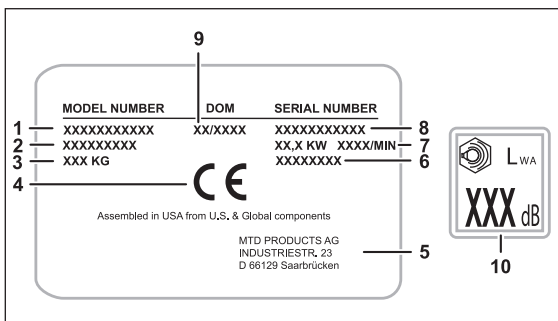 9
MODEL NUMBER DOM SERIAL NUMBER
1 XXXXXXXXXXX XX/XXXX XXXXXXXXXXX 8
2 XXXXXXXXX XX,X KW XXXX/MIN 7
3 XXX KG XXXXXXXX 6
4 CE
Assembled in USA from U.S. & Global components
MTD PRODUCTS AG
INDUSTRIESTR. 23 5
D 66129 Saarbrücken
LWA
XXX dB
10